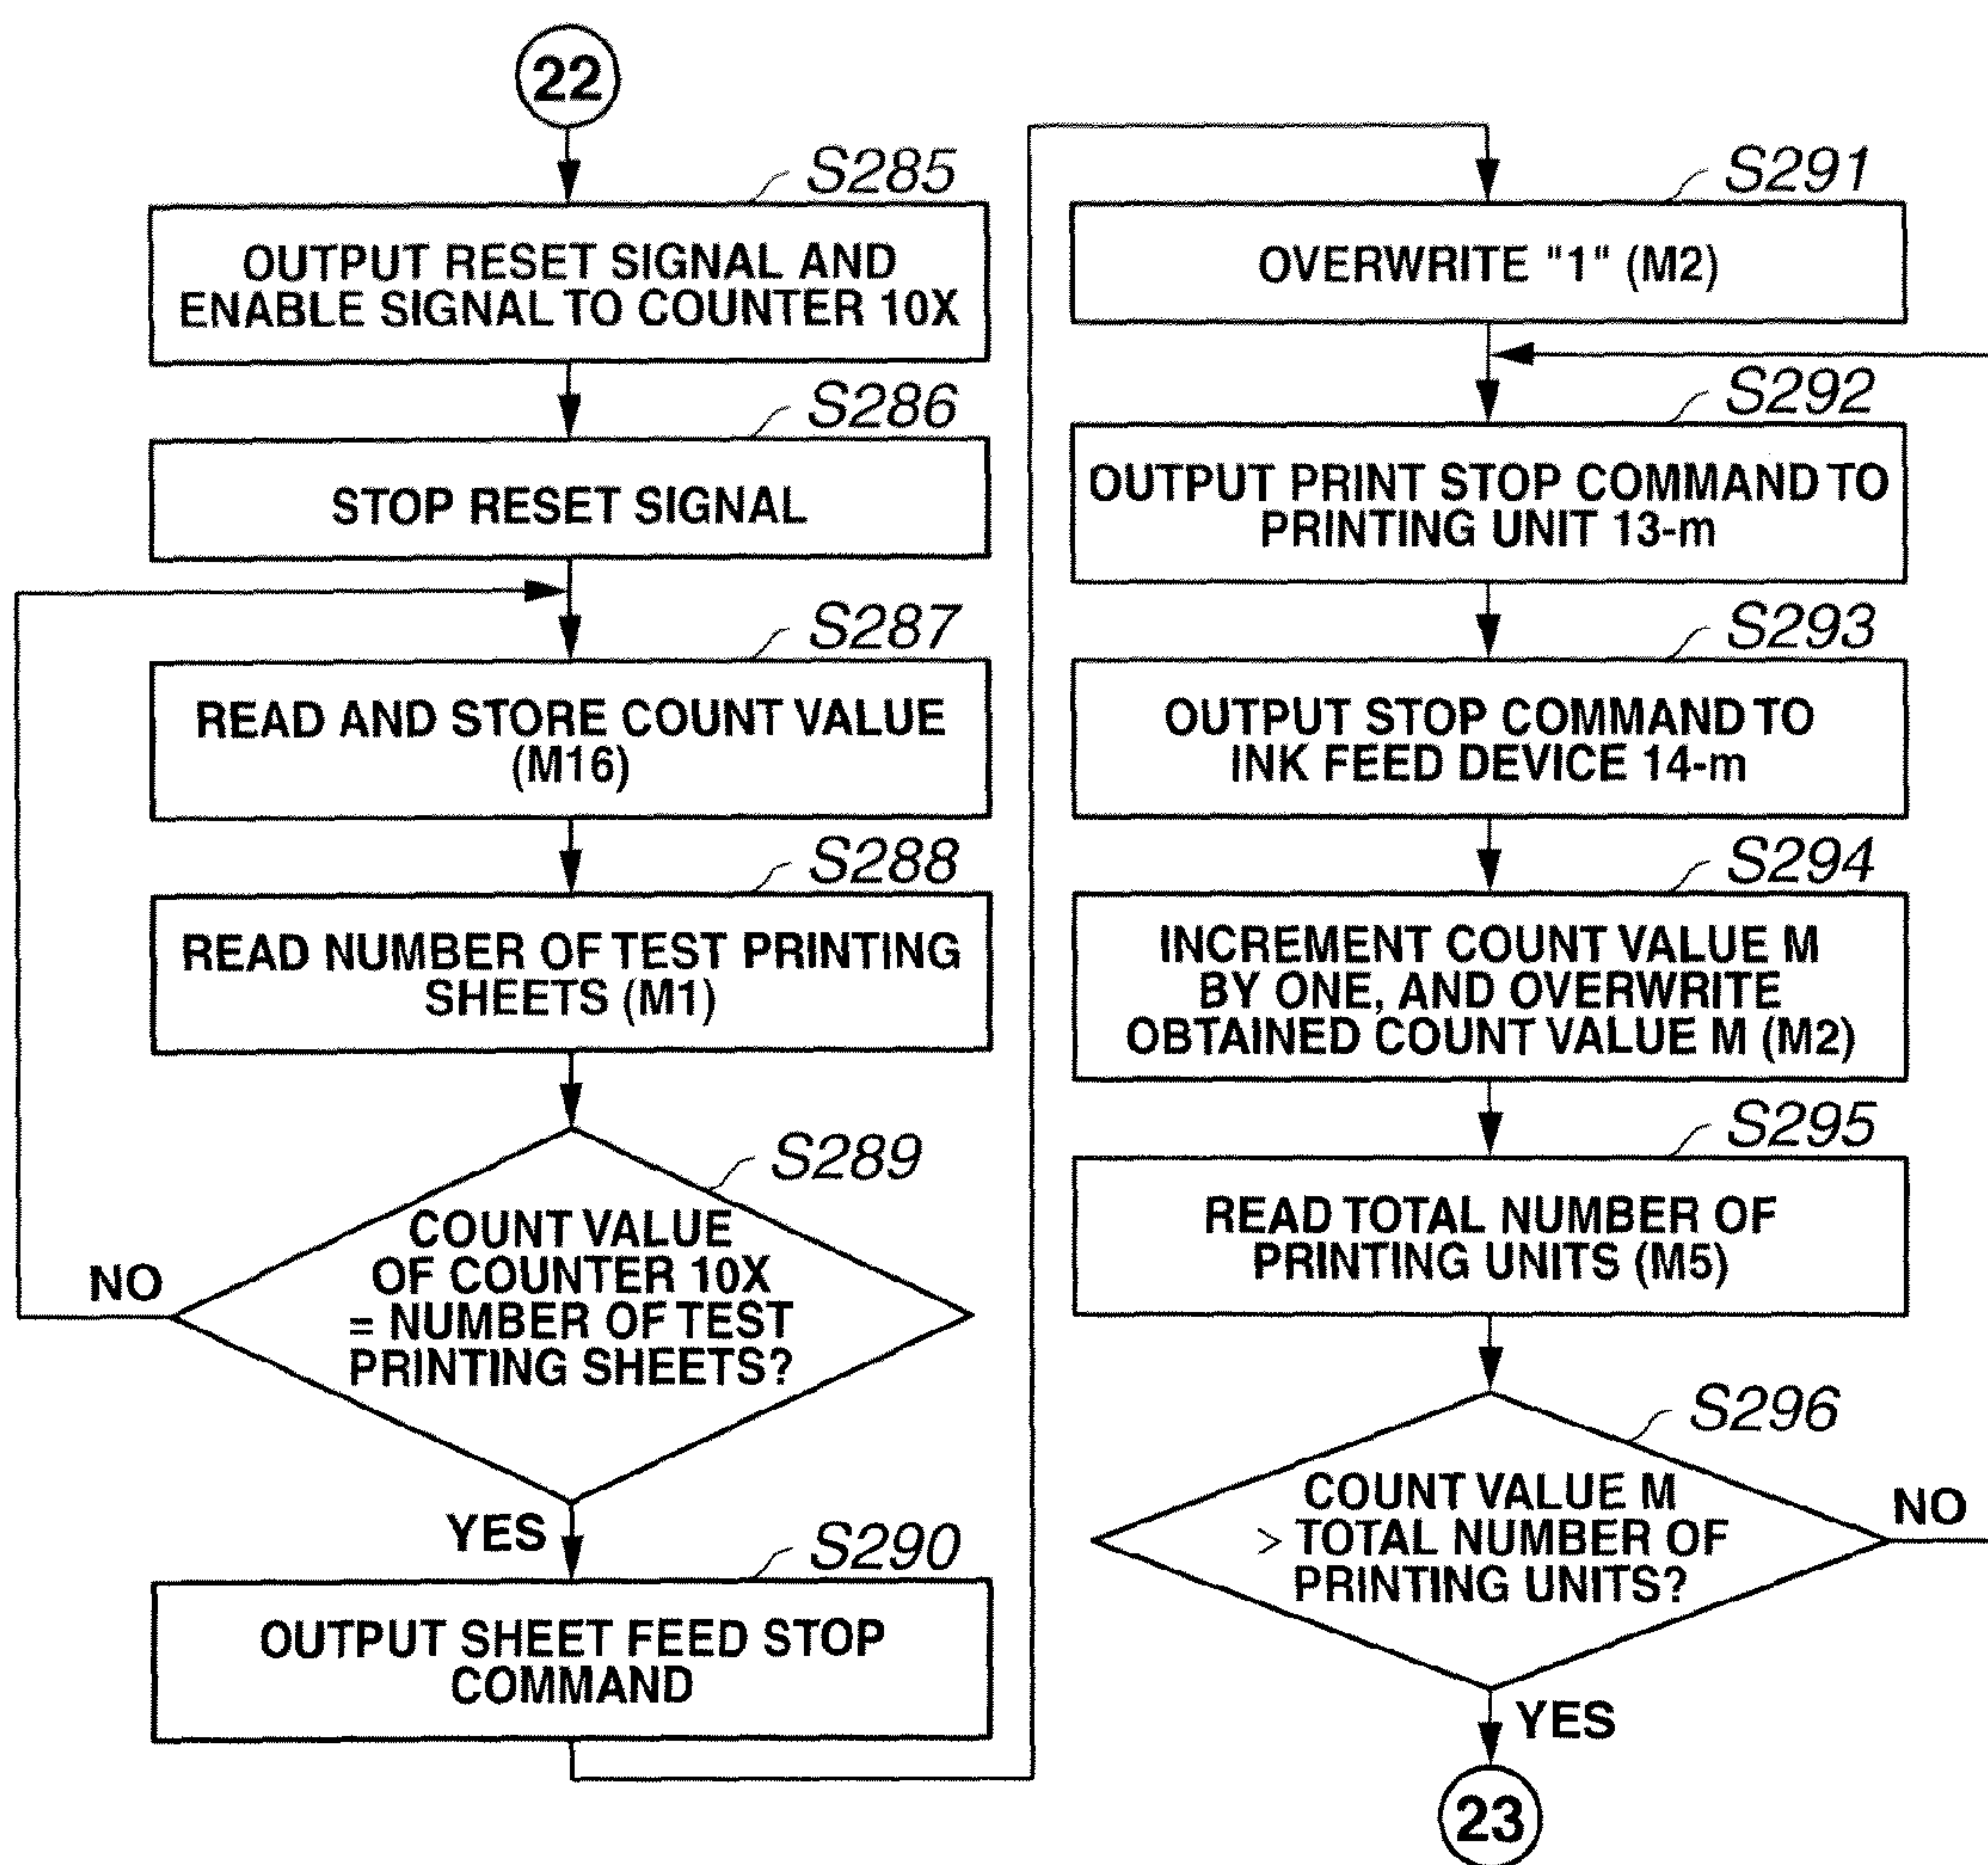 22
S285
OUTPUT RESET SIGNAL AND
ENABLE SIGNAL TO COUNTER 10X
S286
STOP RESET SIGNAL
S287
READ AND STORE COUNT VALUE
(M16)
S288
READ NUMBER OF TEST PRINTING
SHEETS (M1)
S289
COUNT VALUE
OF COUNTER 10X
= NUMBER OF TEST
PRINTING SHEETS?
NO
YES
S290
OUTPUT SHEET FEED STOP
COMMAND
S291
OVERWRITE "1" (M2)
S292
OUTPUT PRINT STOP COMMAND TO
PRINTING UNIT 13-m
S293
OUTPUT STOP COMMAND TO
INK FEED DEVICE 14-m
S294
INCREMENT COUNT VALUE M
BY ONE, AND OVERWRITE
OBTAINED COUNT VALUE M (M2)
S295
READ TOTAL NUMBER OF
PRINTING UNITS (M5)
S296
COUNT VALUE M
> TOTAL NUMBER OF
PRINTING UNITS?
NO
YES
23